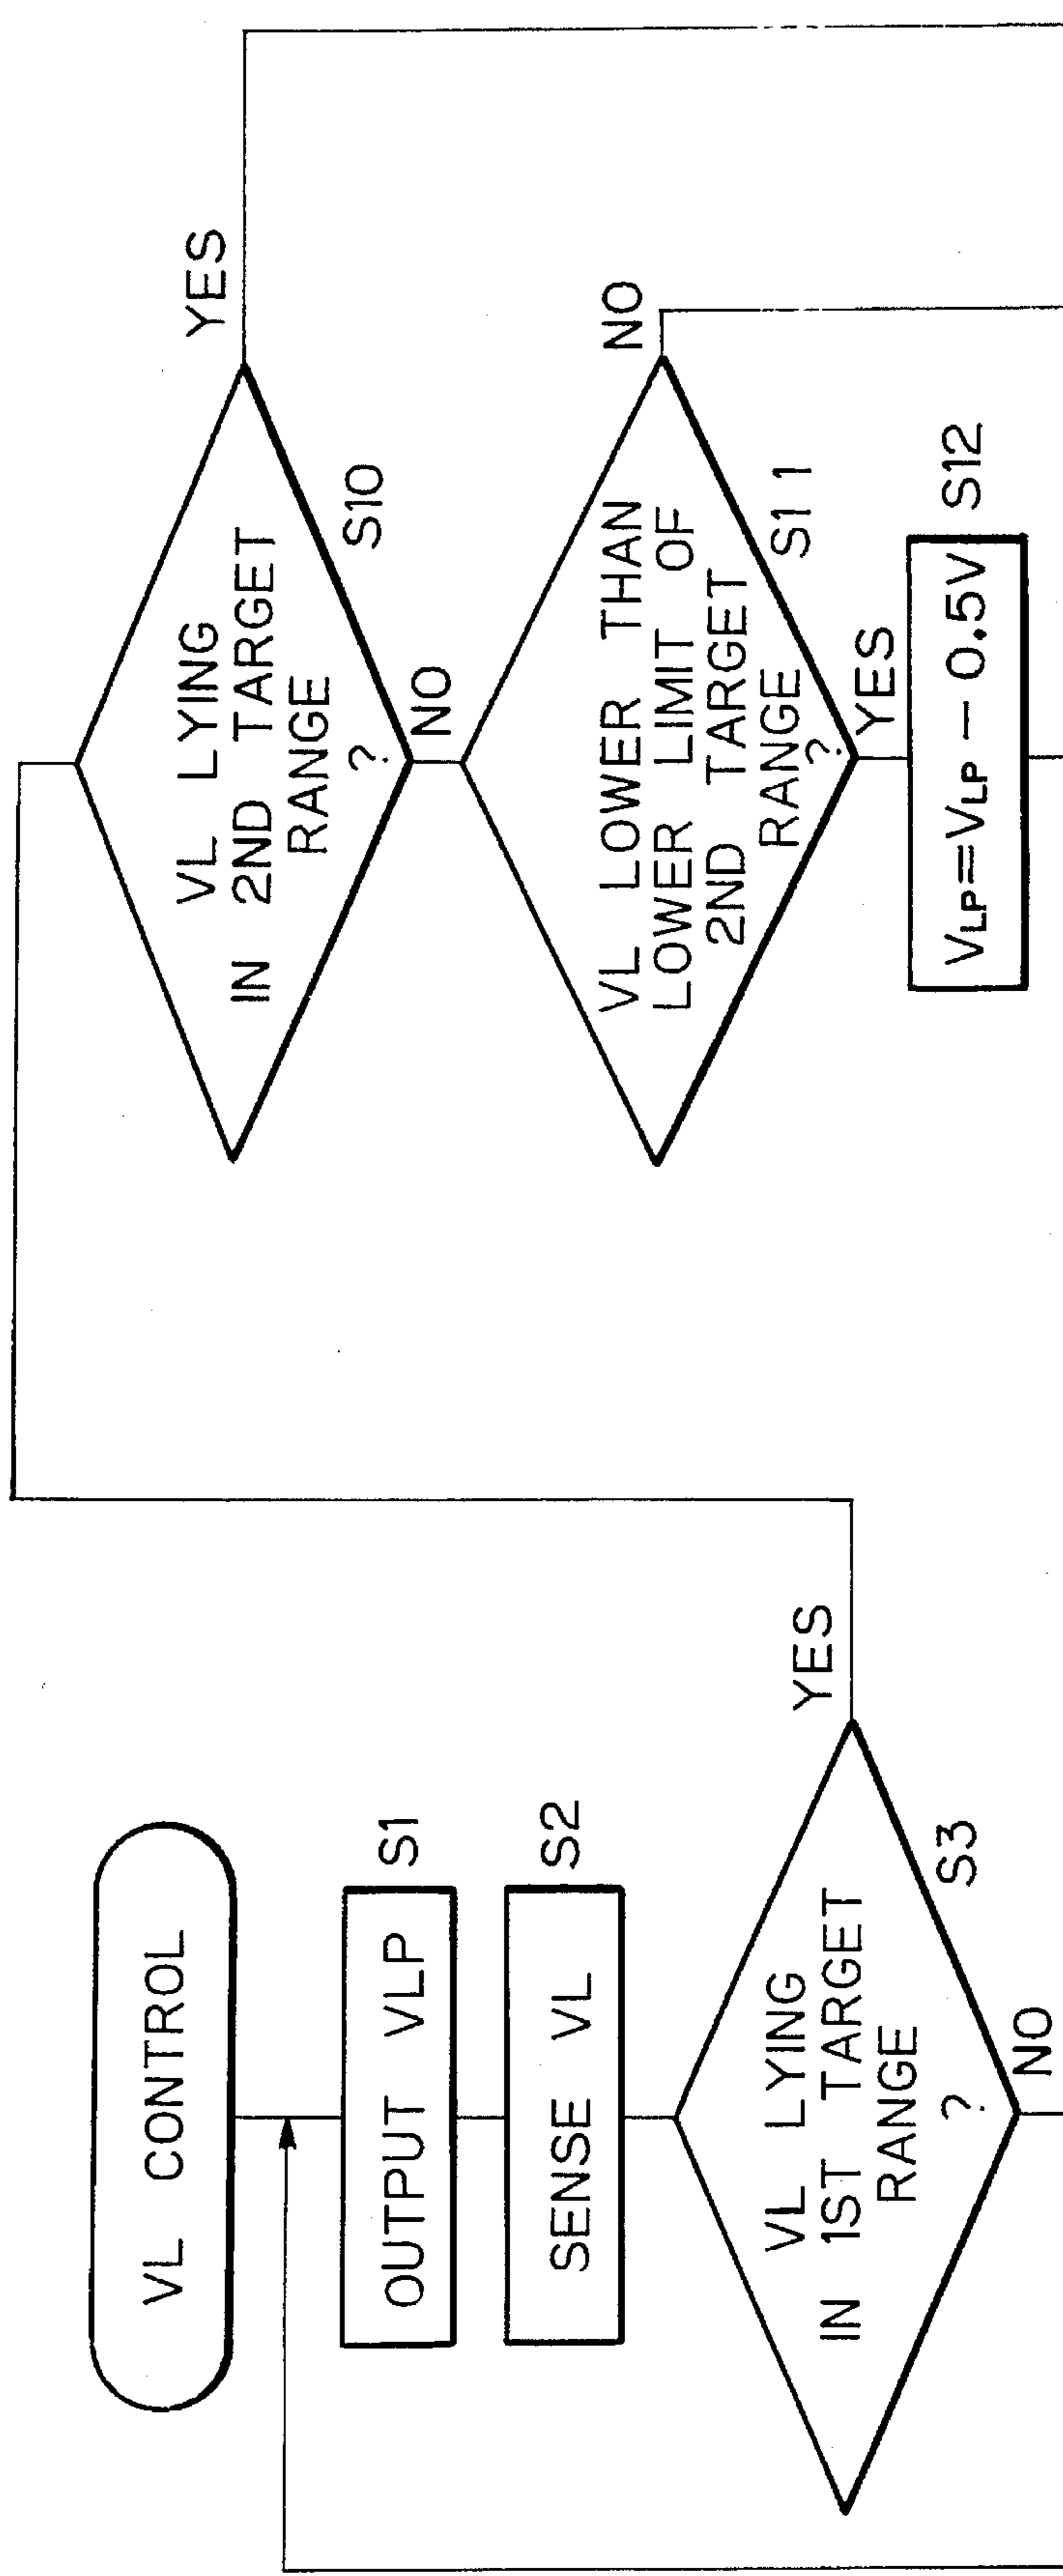 VL CONTROL
OUTPUT VLP
S1
SENSE VL
S2
VL LYING
IN 1ST TARGET
RANGE
?
S3
YES
NO
VL LYING
IN 2ND TARGET
RANGE
?
S10
YES
NO
VL LOWER THAN
LOWER LIMIT OF
2ND TARGET
RANGE
?
S11
NO
YES
VLP=VLP - 0.5V
S12